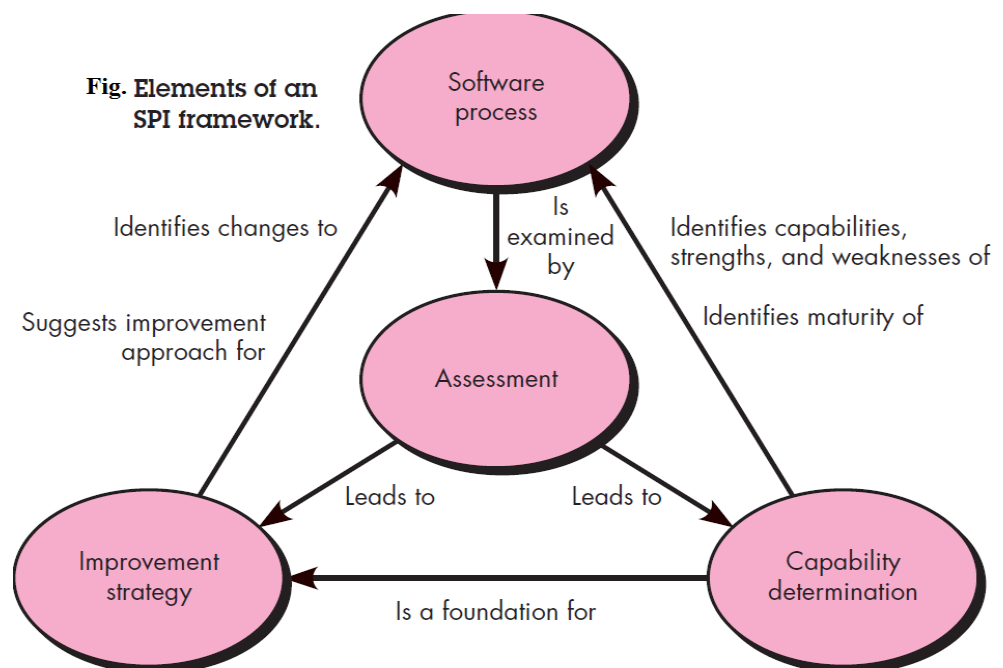 Fig. Elements of an
SPI framework.
Software
process
Is
examined
by
Identifies changes to
Identifies capabilities,
strengths, and weaknesses of
Suggests improvement
approach for
Identifies maturity of
Assessment
Leads to
Leads to
Improvement
strategy
Capability
determination
Is a foundation for